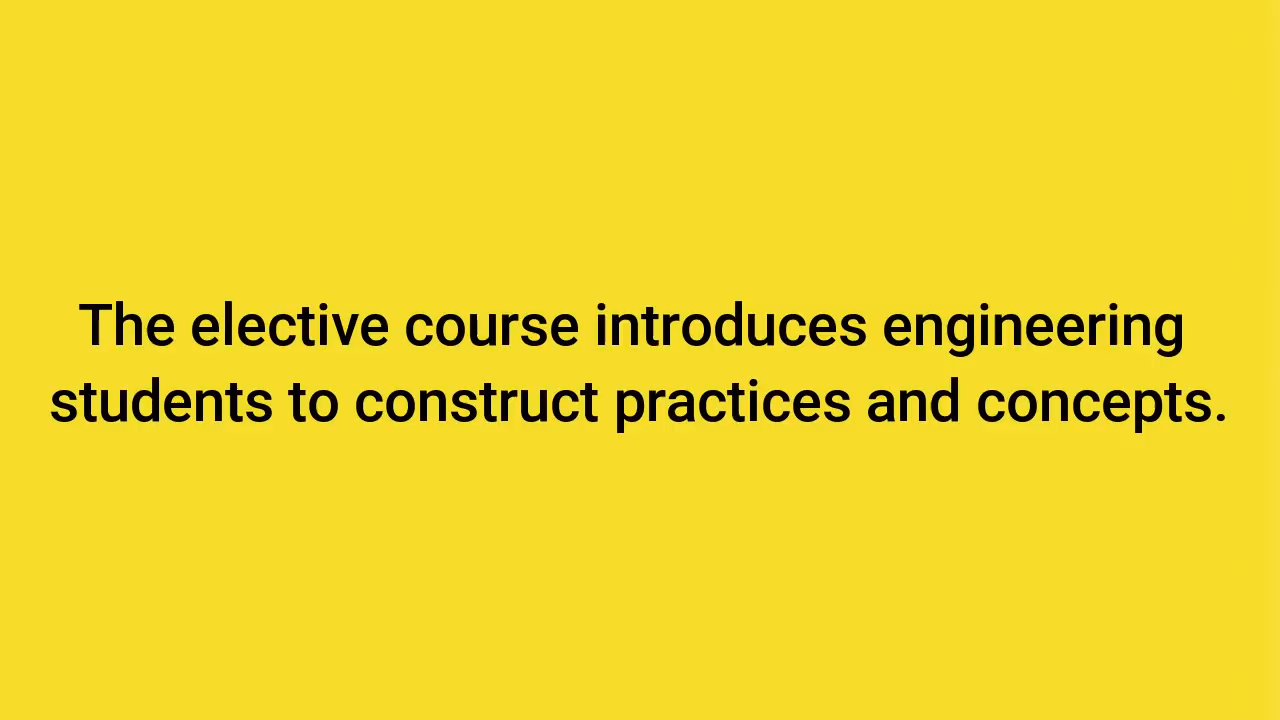 The elective course introduces engineering
students to construct practices and concepts.